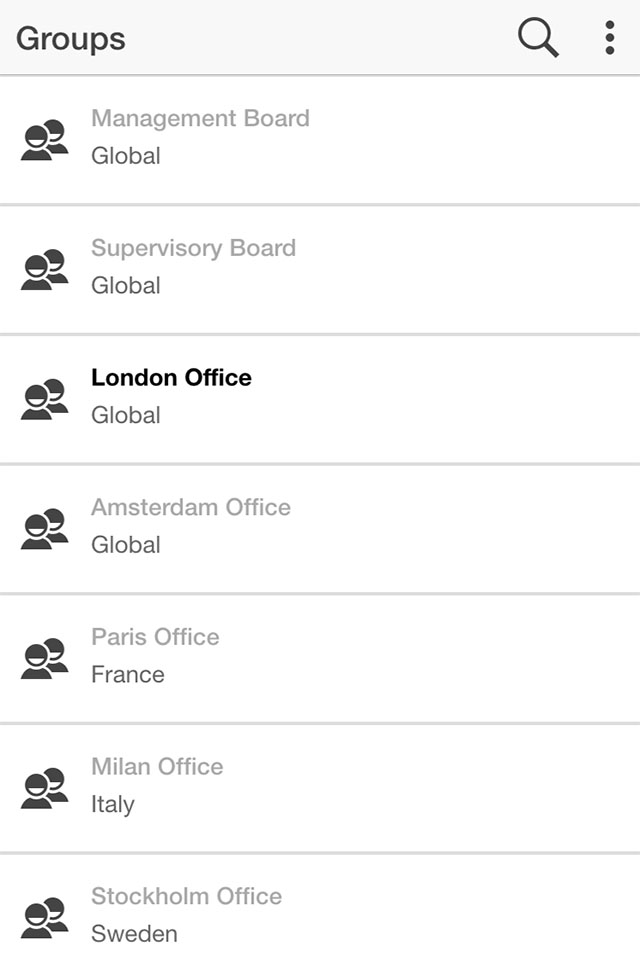 Groups
Management Board
Global
Supervisory Board
Global
London Office
Global
Amsterdam Office
Global
Paris Office
France
Milan Office
Italy
Stockholm Office
Sweden